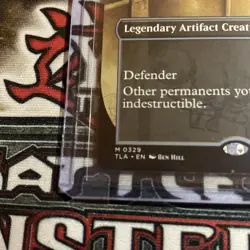 Legendary Artifact Creat
Defender
Other permanents yo
indestructible.
M 0329
TLA • EN Ben Hill